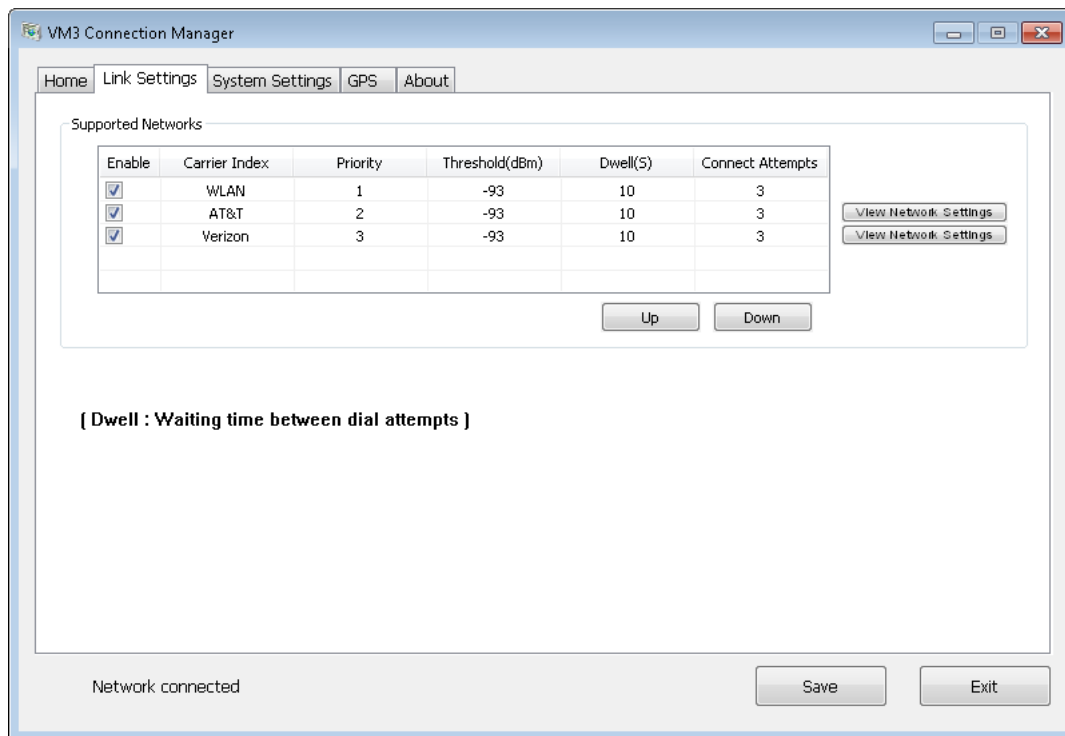 VM3 Connection Manager
Home Link Settings System Settings GPS About
Supported Networks
Enable Carrier Index Priority Threshold(dBm) Dwell(S) Connect Attempts
WLAN 1 -93 10 3
AT&T 2 -93 10 3 View Network Settings
Verizon 3 -93 10 3 View Network Settings
Up Down
( Dwell : Waiting time between dial attempts )
Network connected Save Exit